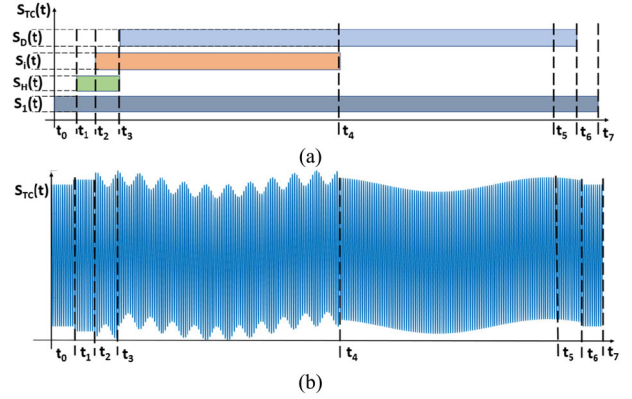 S_TC(t)
S_D(t)
S_i(t)
S_H(t)
S_1(t)
t_0 t_1 t_2 t_3 t_4 t_5 t_6 t_7
(a)
S_TC(t)
t_0 t_1 t_2 t_3 t_4 t_5 t_6 t_7
(b)